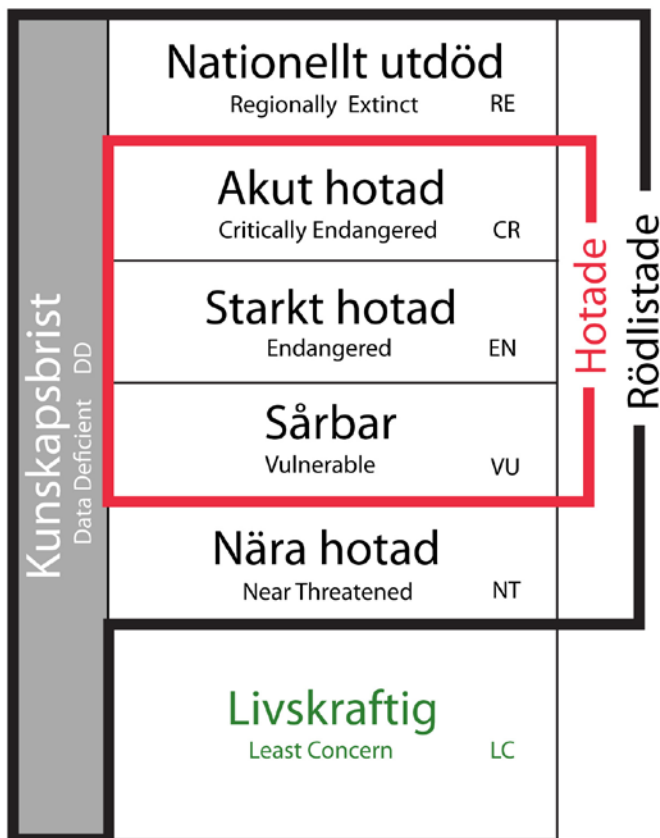 Nationellt utdöd
Regionally Extinct RE
Akut hotad
Critically Endangered CR
Starkt hotad
Endangered EN
Sårbar
Vulnerable VU
Nära hotad
Near Threatened NT
Livskraftig
Least Concern LC
Kunskapsbrist
Data Deficient DD
Hotade
Rödlistade